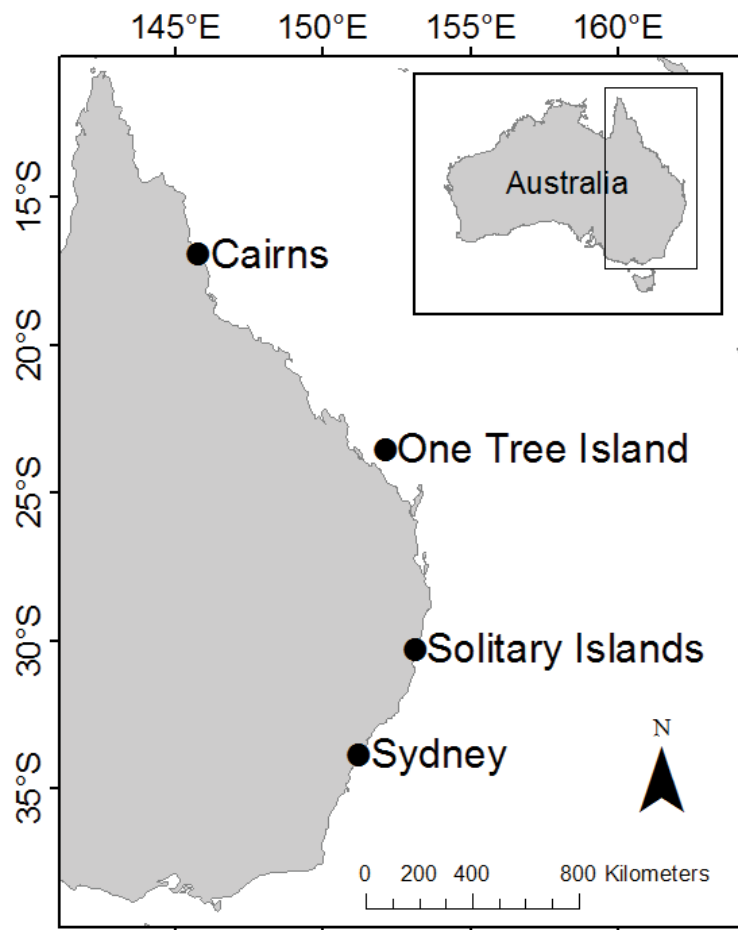 145°E 150°E 155°E 160°E
Australia
15°S
Cairns
20°S
One Tree Island
25°S
30°S
Solitary Islands
Sydney
N
35°S
0 200 400 800 Kilometers